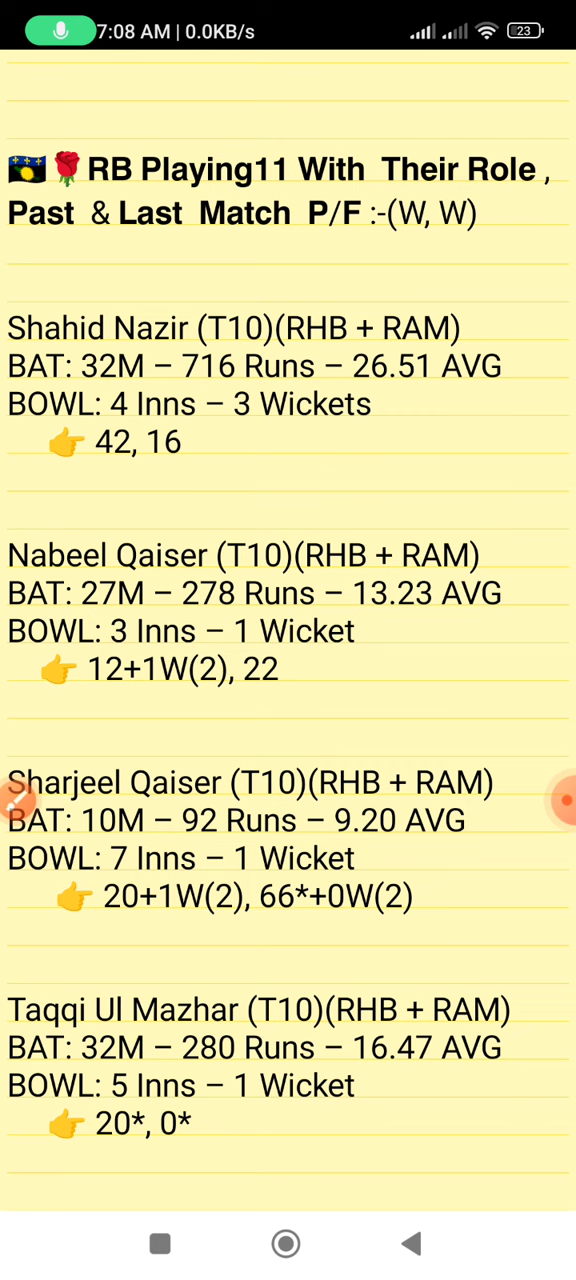 7:08 AM | 0.0KB/s
23
🇬🇵🌹RB Playing11 With Their Role ,
Past & Last Match P/F :-(W, W)
Shahid Nazir (T10)(RHB + RAM)
BAT: 32M – 716 Runs – 26.51 AVG
BOWL: 4 Inns – 3 Wickets
👉 42, 16
Nabeel Qaiser (T10)(RHB + RAM)
BAT: 27M – 278 Runs – 13.23 AVG
BOWL: 3 Inns – 1 Wicket
👉 12+1W(2), 22
Sharjeel Qaiser (T10)(RHB + RAM)
BAT: 10M – 92 Runs – 9.20 AVG
BOWL: 7 Inns – 1 Wicket
👉 20+1W(2), 66*+0W(2)
Taqqi Ul Mazhar (T10)(RHB + RAM)
BAT: 32M – 280 Runs – 16.47 AVG
BOWL: 5 Inns – 1 Wicket
👉 20*, 0*